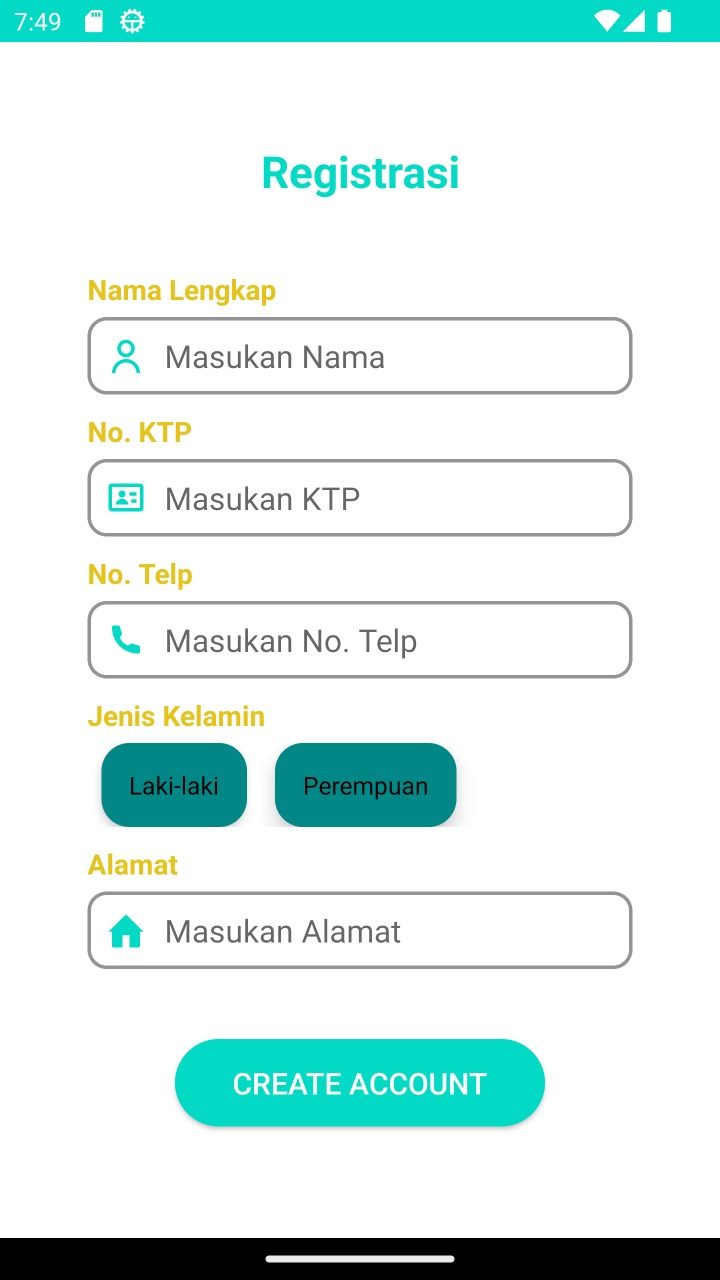 7:49
Registrasi
Nama Lengkap
Masukan Nama
No. KTP
Masukan KTP
No. Telp
Masukan No. Telp
Jenis Kelamin
Laki-laki Perempuan
Alamat
Masukan Alamat
CREATE ACCOUNT